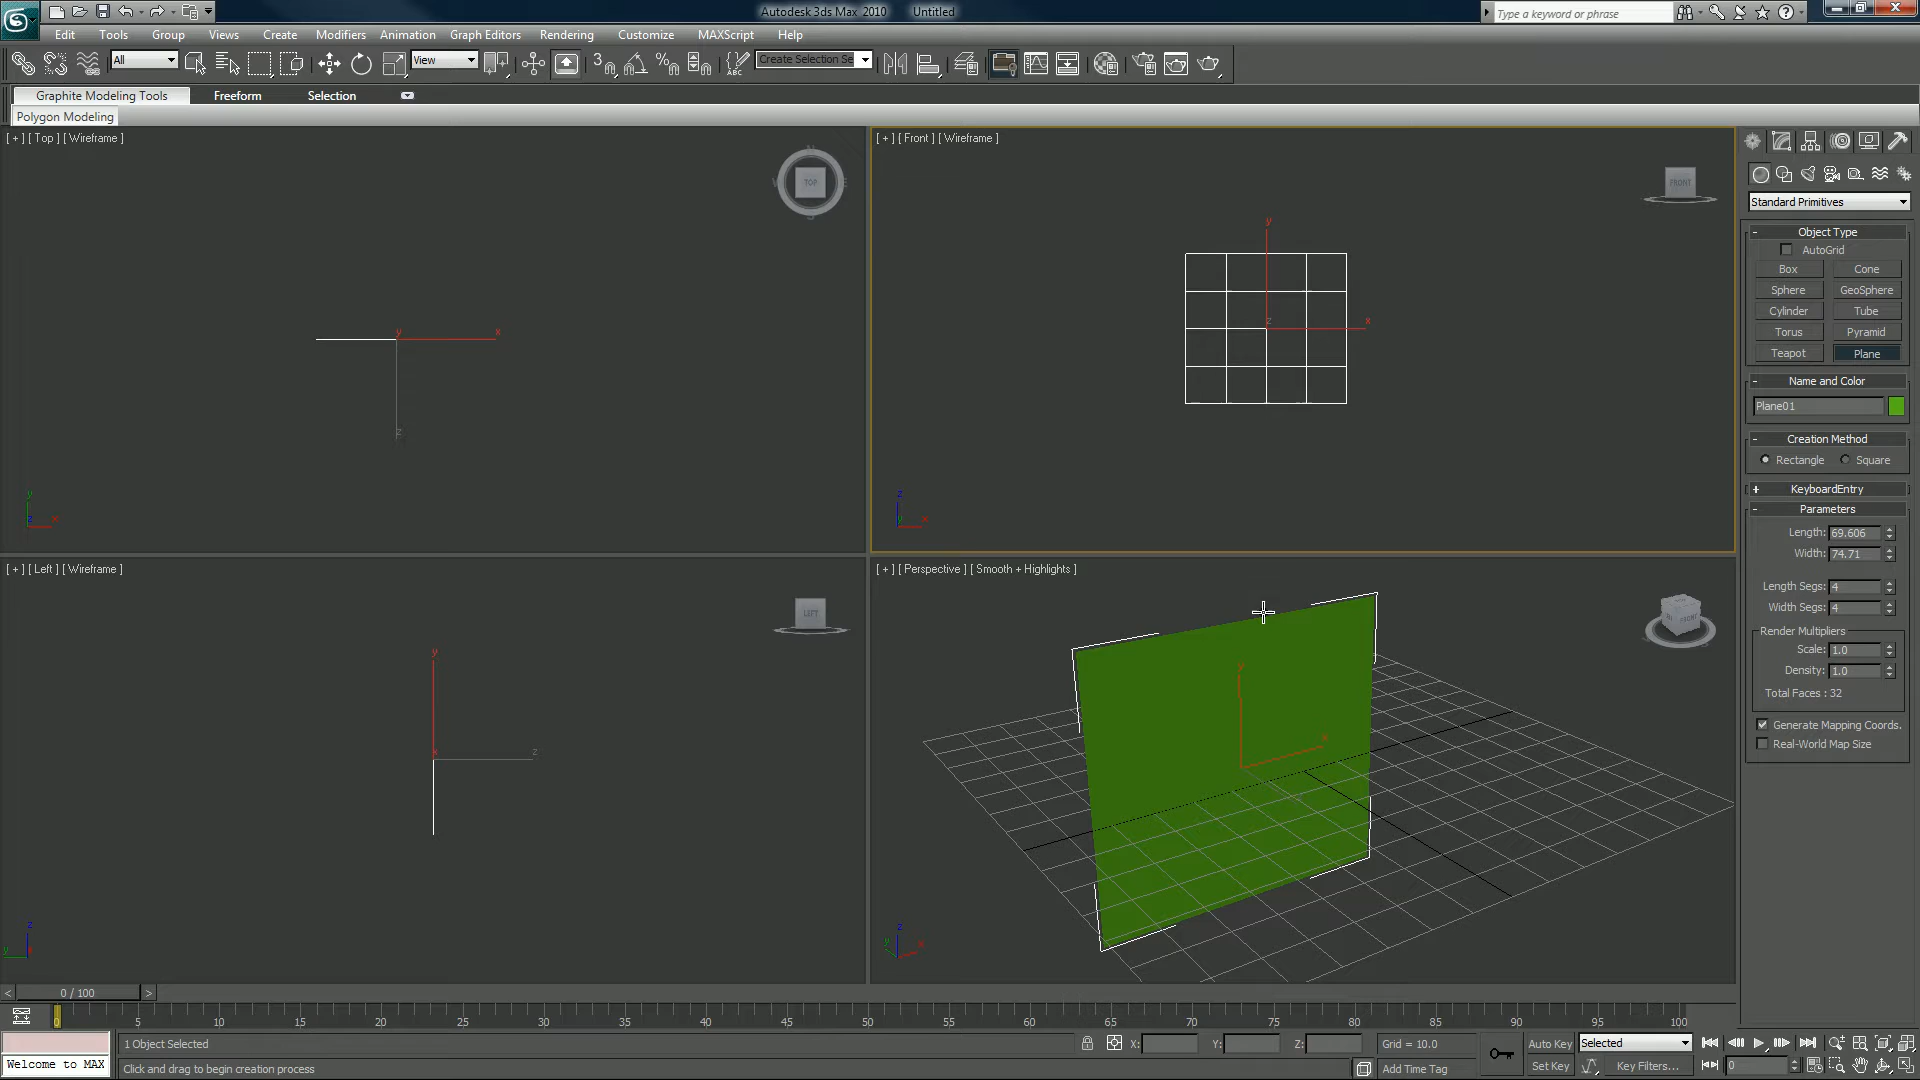 Autodesk 3ds Max 2010 Untitled
Type a keyword or phrase
Edit Tools Group Views Create Modifiers Animation Graph Editors Rendering Customize MAXScript Help
All View Create Selection Se
Graphite Modeling Tools Freeform Selection
Polygon Modeling
[ + ] [ Top ] [ Wireframe ]
TOP
y x
z
y
z x
[ + ] [ Front ] [ Wireframe ]
FRONT
y
z x
z
y x
[ + ] [ Left ] [ Wireframe ]
LEFT
y
x z
z
y x
[ + ] [ Perspective ] [ Smooth + Highlights ]
FRONT
y
x
z
y x
Standard Primitives
- Object Type
AutoGrid
Box Cone
Sphere GeoSphere
Cylinder Tube
Torus Pyramid
Teapot Plane
- Name and Color
Plane01
- Creation Method
Rectangle Square
+ KeyboardEntry
- Parameters
Length: 69.606
Width: 74.71
Length Segs: 4
Width Segs: 4
Render Multipliers
Scale: 1.0
Density: 1.0
Total Faces : 32
Generate Mapping Coords.
Real-World Map Size
< 0 / 100 >
0 5 10 15 20 25 30 35 40 45 50 55 60 65 70 75 80 85 90 95 100
1 Object Selected X: Y: Z: Grid = 10.0 Auto Key Selected
Welcome to MAX Click and drag to begin creation process Add Time Tag Set Key Key Filters... 0